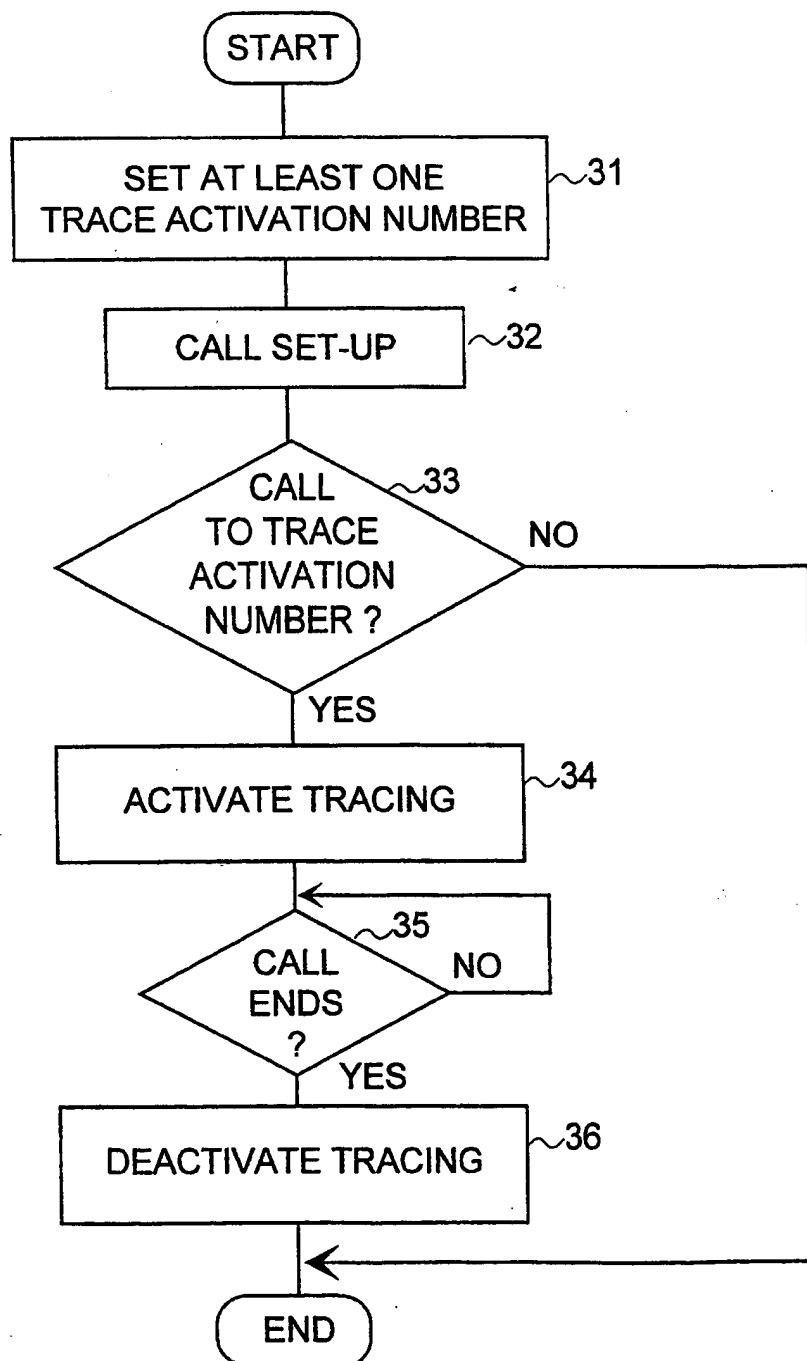 START
SET AT LEAST ONE
TRACE ACTIVATION NUMBER
31
CALL SET-UP
32
CALL
TO TRACE
ACTIVATION
NUMBER ?
33
NO
YES
ACTIVATE TRACING
34
CALL
ENDS
?
35
NO
YES
DEACTIVATE TRACING
36
END